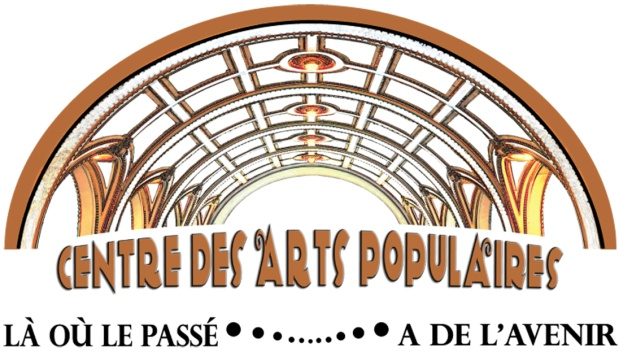 CENTRE DES ARTS POPULAIRES
LÀ OÙ LE PASSÉ •••.......••• A DE L'AVENIR